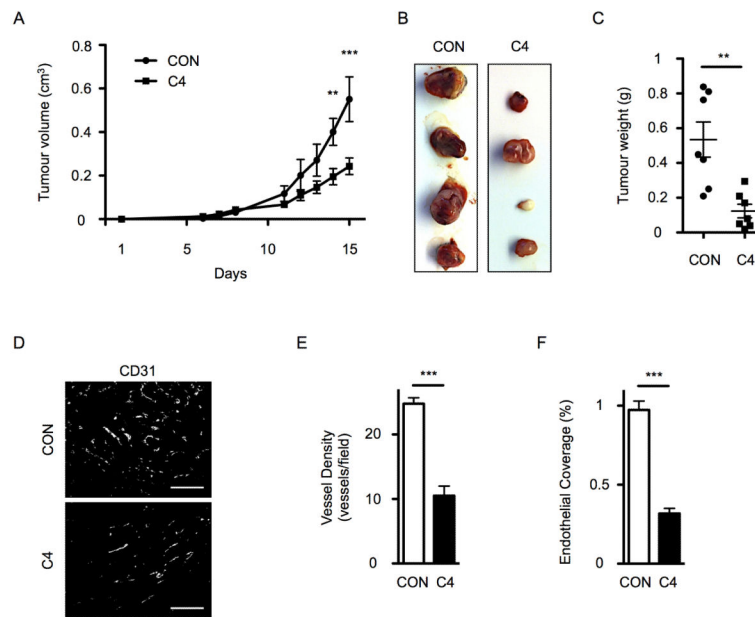 A
Tumour volume (cm³)
0.8
0.6
0.4
0.2
0
CON
C4
**
***
1
5
10
15
Days
B
CON
C4
C
Tumour weight (g)
1
0.8
0.6
0.4
0.2
0
**
CON
C4
D
CD31
CON
C4
E
Vessel Density
(vessels/field)
20
10
0
***
CON
C4
F
Endothelial Coverage (%)
1
0.5
0
***
CON
C4